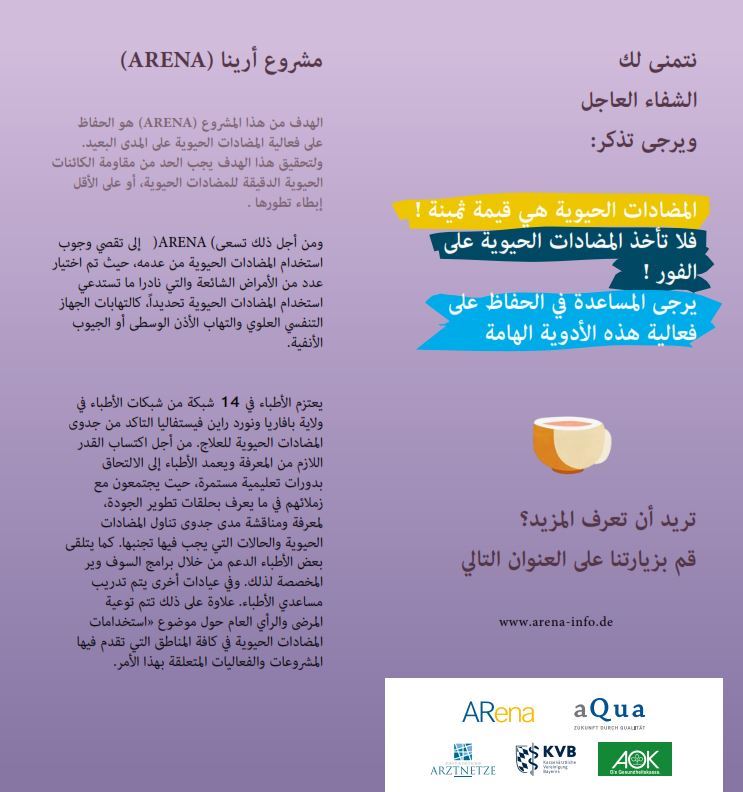 نتمنى لك
الشفاء العاجل
ويرجى تذكر:
المضادات الحيوية هي قيمة ثمينة !
فلا تأخذ المضادات الحيوية على
الفور !
يرجى المساعدة في الحفاظ على
فعالية هذه الأدوية الهامة
تريد أن تعرف المزيد؟
قم بزيارتنا على العنوان التالي
www.arena-info.de
ARena
aQua
ZUKUNFT DURCH QUALITÄT
ARZTNETZE
KVB
Kassenärztliche
Vereinigung
Bayerns
AOK
Die Gesundheitskasse.
مشروع أرينا (ARENA)
الهدف من هذا المشروع (ARENA) هو الحفاظ
على فعالية المضادات الحيوية على المدى البعيد.
ولتحقيق هذا الهدف يجب الحد من مقاومة الكائنات
الحيوية الدقيقة للمضادات الحيوية، أو على الأقل
إبطاء تطورها .
ومن أجل ذلك تسعى) ARENA( إلى تقصي وجوب
استخدام المضادات الحيوية من عدمه، حيث تم اختيار
عدد من الأمراض الشائعة والتي نادرا ما تستدعي
استخدام المضادات الحيوية تحديداً، كالتهابات الجهاز
التنفسي العلوي والتهاب الأذن الوسطى أو الجيوب
الأنفية.
يعتزم الأطباء في 14 شبكة من شبكات الأطباء في
ولاية بافاريا ونورد راين فيستفاليا التاكد من جدوى
المضادات الحيوية للعلاج. من أجل اكتساب القدر
اللازم من المعرفة ويعمد الأطباء إلى الالتحاق
بدورات تعليمية مستمرة، حيت يجتمعون مع
زملائهم في ما يعرف بحلقات تطوير الجودة،
لمعرفة ومناقشة مدى جدوى تناول المضادات
الحيوية والحالات التي يجب فيها تجنبها. كما يتلقى
بعض الأطباء الدعم من خلال برامج السوف وير
المخصصة لذلك. وفي عيادات أخرى يتم تدريب
مساعدي الأطباء. علاوة على ذلك تتم توعية
المرضى والرأي العام حول موضوع «استخدامات
المضادات الحيوية في كافة المناطق التي تقدم فيها
المشروعات والفعاليات المتعلقة بهذا الأمر.